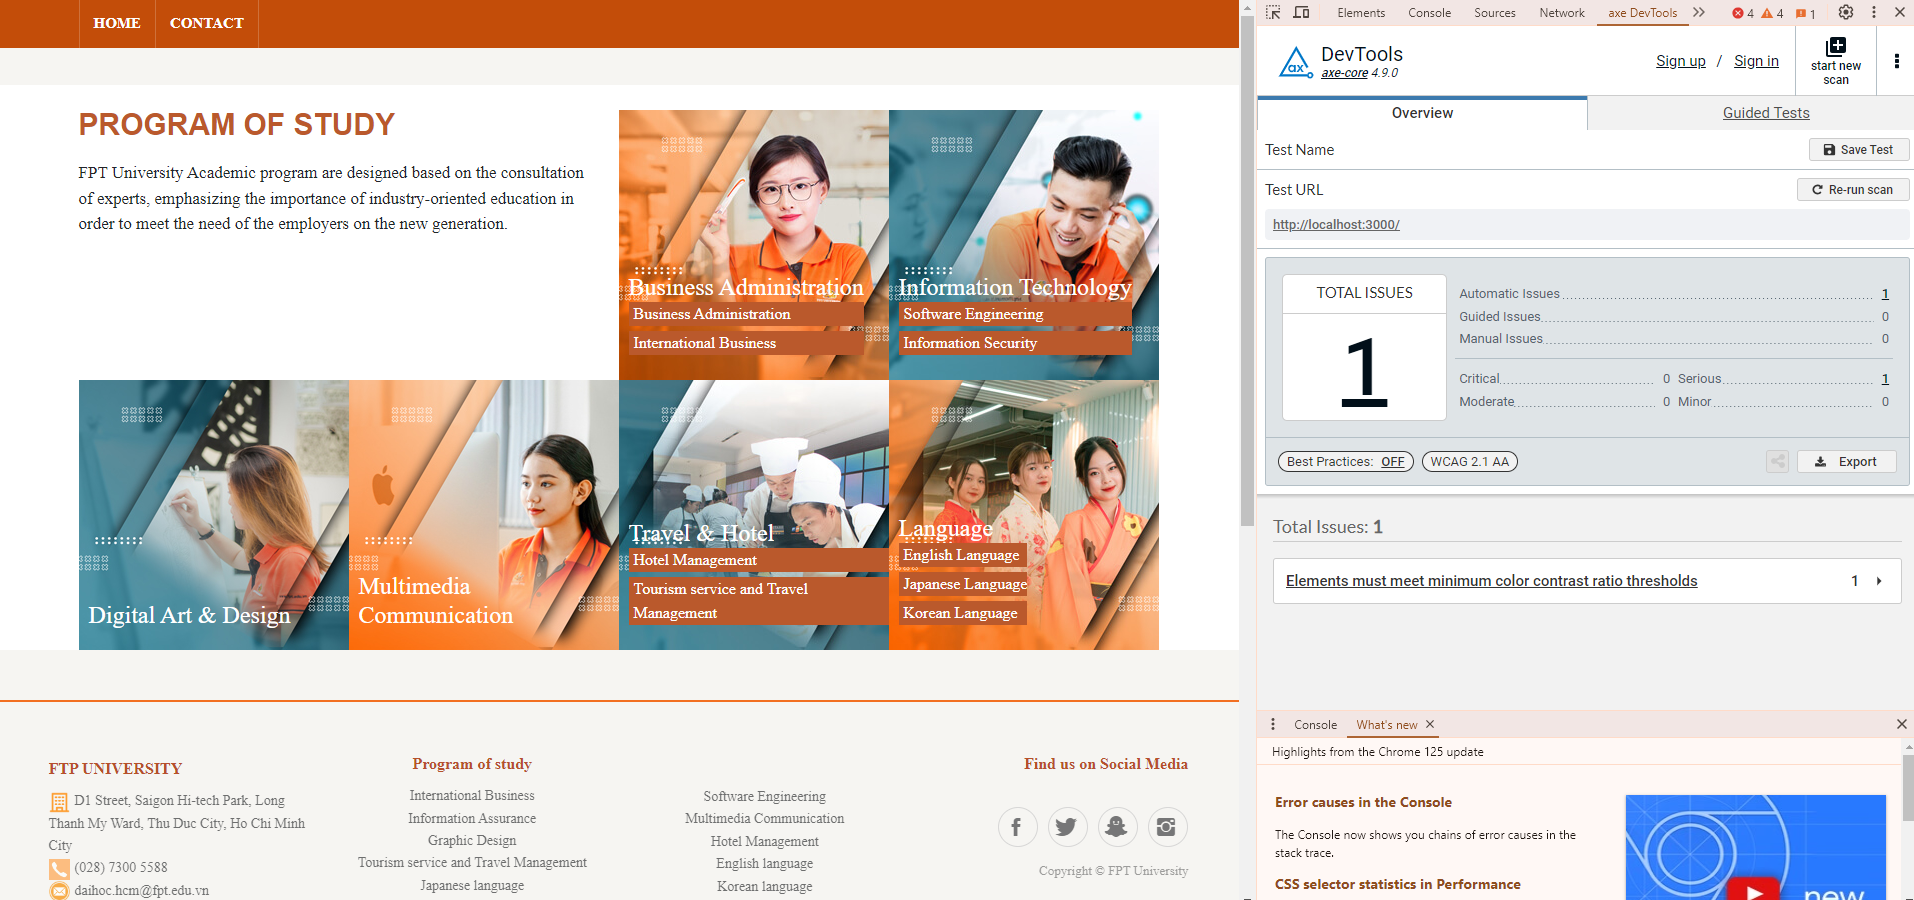 HOME
CONTACT
PROGRAM OF STUDY
FPT University Academic program are designed based on the consultation
of experts, emphasizing the importance of industry-oriented education in
order to meet the need of the employers on the new generation.
Business Administration
Business Administration
International Business
Information Technology
Software Engineering
Information Security
Digital Art & Design
Multimedia
Communication
Travel & Hotel
Hotel Management
Tourism service and Travel
Management
Language
English Language
Japanese Language
Korean Language
FTP UNIVERSITY
D1 Street, Saigon Hi-tech Park, Long
Thanh My Ward, Thu Duc City, Ho Chi Minh
City
(028) 7300 5588
daihoc.hcm@fpt.edu.vn
Program of study
International Business
Information Assurance
Graphic Design
Tourism service and Travel Management
Japanese language
Software Engineering
Multimedia Communication
Hotel Management
English language
Korean language
Find us on Social Media
Copyright © FPT University
Elements
Console
Sources
Network
axe DevTools
4
4
1
ax
DevTools
axe-core 4.9.0
Sign up / Sign in
start new
scan
Overview
Guided Tests
Test Name
Save Test
Test URL
Re-run scan
http://localhost:3000/
TOTAL ISSUES
1
Automatic Issues 1
Guided Issues 0
Manual Issues 0
Critical 0 Serious 1
Moderate 0 Minor 0
Best Practices: OFF
WCAG 2.1 AA
Export
Total Issues: 1
Elements must meet minimum color contrast ratio thresholds 1
Console
What's new
Highlights from the Chrome 125 update
Error causes in the Console
The Console now shows you chains of error causes in the
stack trace.
CSS selector statistics in Performance
new